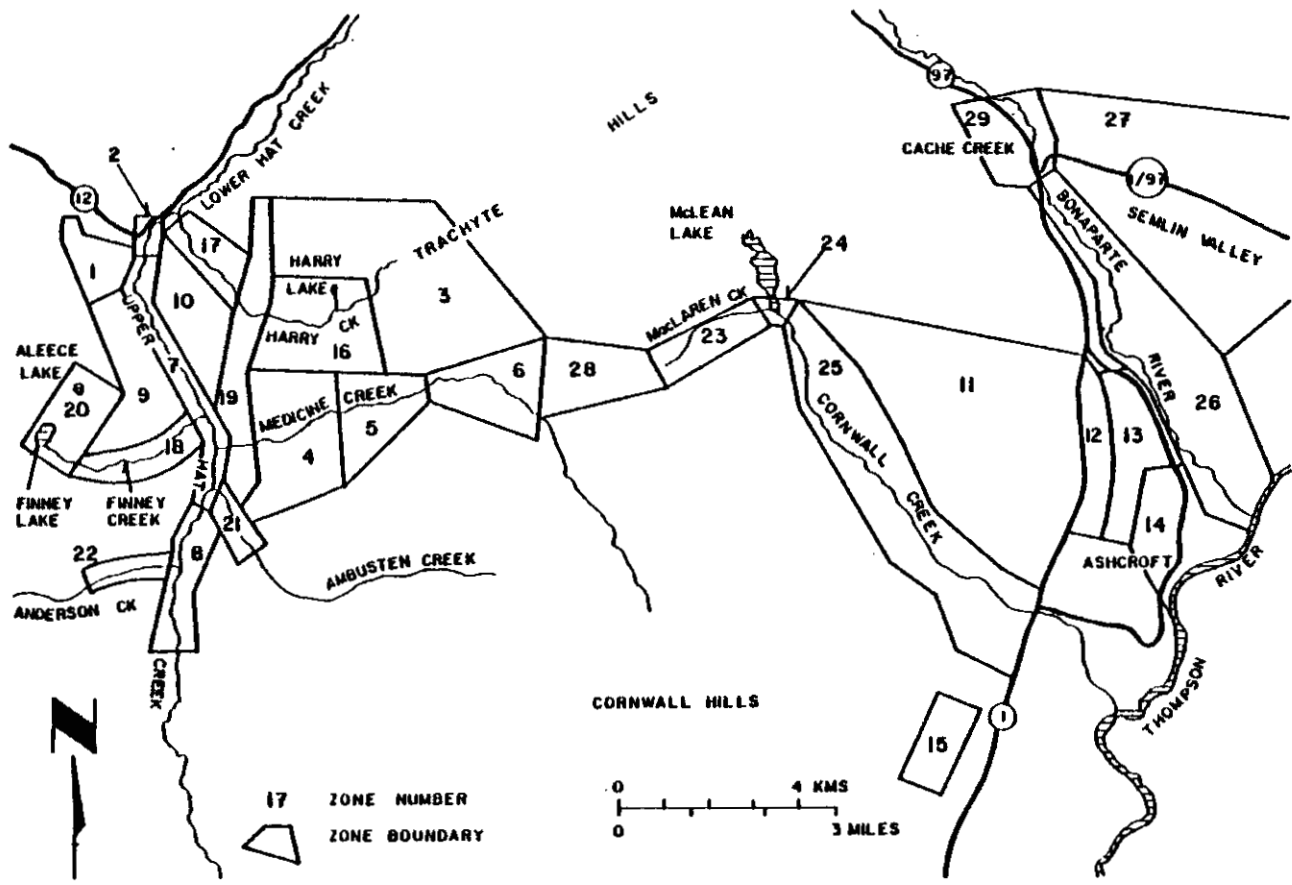 97
HILLS
29
27
CACHE CREEK
2
LOWER HAT CREEK
12
1/97
BONAPARTE
SEMLIN VALLEY
McLEAN
LAKE
24
17
HARRY
LAKE
TRACHYTE
1
10
3
UPPER
HARRY CK
16
MacLAREN CK
23
ALEECE
LAKE
7
6
28
25
11
RIVER
20
9
19
MEDICINE CREEK
5
26
18
4
CORNWALL
CREEK
12
13
HAT
FINNEY
LAKE
FINNEY
CREEK
21
14
22
8
AMBUSTEN CREEK
ASHCROFT
RIVER
ANDERSON CK
CREEK
THOMPSON
CORNWALL HILLS
N
15
1
17 ZONE NUMBER
ZONE BOUNDARY
0 4 KMS
0 3 MILES